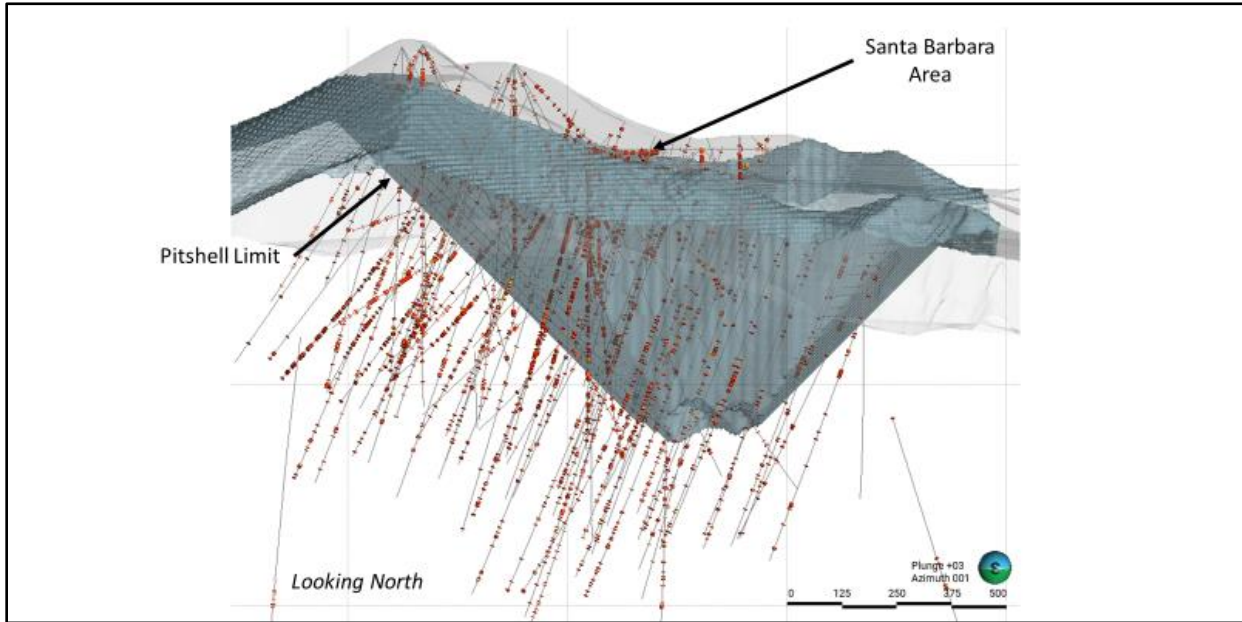 Santa Barbara
Area
Pitshell Limit
Looking North
Plunge +03
Azimuth 001
0 125 250 375 500